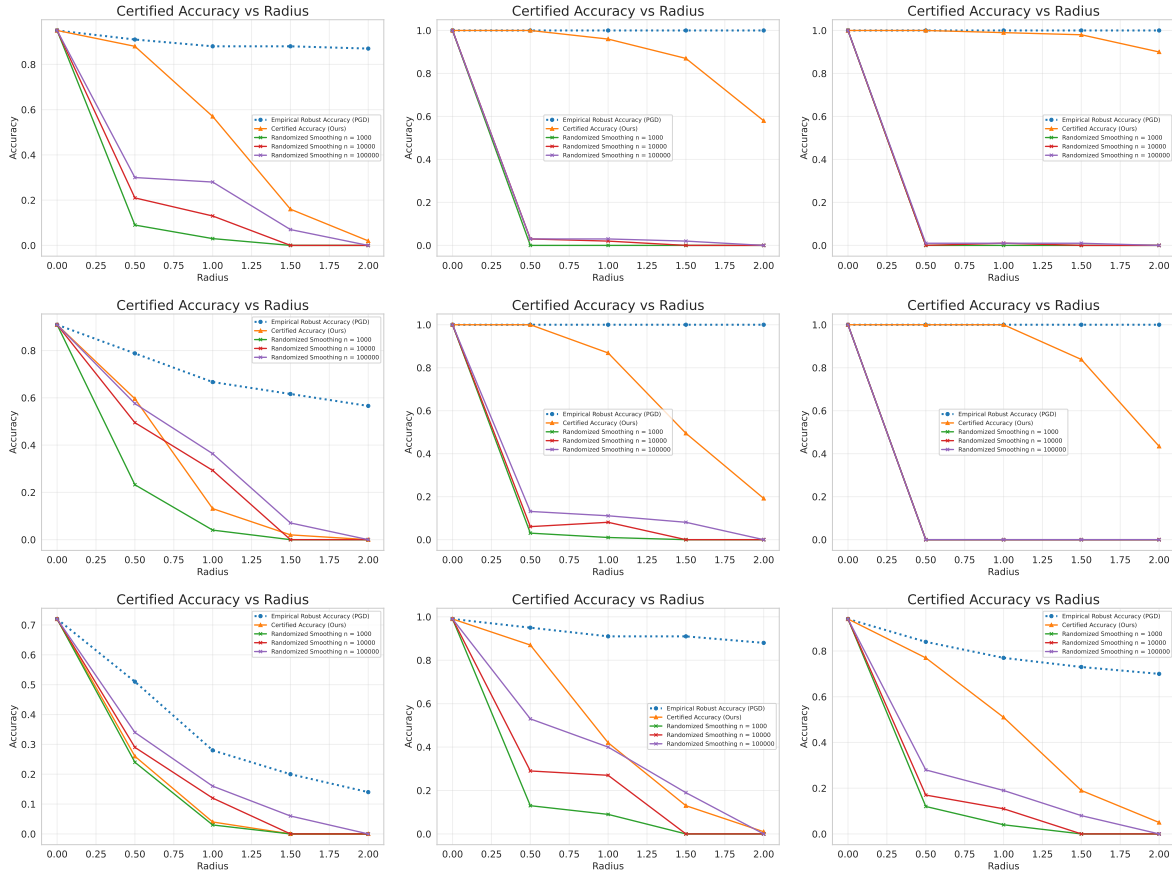 Certified Accuracy vs Radius
Accuracy
0.8
0.6
0.4
0.2
0.0
Empirical Robust Accuracy (PGD)
Certified Accuracy (Ours)
Randomized Smoothing n = 1000
Randomized Smoothing n = 10000
Randomized Smoothing n = 100000
0.00 0.25 0.50 0.75 1.00 1.25 1.50 1.75 2.00
Radius
Certified Accuracy vs Radius
Accuracy
1.0
0.8
0.6
0.4
0.2
0.0
Empirical Robust Accuracy (PGD)
Certified Accuracy (Ours)
Randomized Smoothing n = 1000
Randomized Smoothing n = 10000
Randomized Smoothing n = 100000
0.00 0.25 0.50 0.75 1.00 1.25 1.50 1.75 2.00
Radius
Certified Accuracy vs Radius
Accuracy
1.0
0.8
0.6
0.4
0.2
0.0
Empirical Robust Accuracy (PGD)
Certified Accuracy (Ours)
Randomized Smoothing n = 1000
Randomized Smoothing n = 10000
Randomized Smoothing n = 100000
0.00 0.25 0.50 0.75 1.00 1.25 1.50 1.75 2.00
Radius
Certified Accuracy vs Radius
Accuracy
0.8
0.6
0.4
0.2
0.0
Empirical Robust Accuracy (PGD)
Certified Accuracy (Ours)
Randomized Smoothing n = 1000
Randomized Smoothing n = 10000
Randomized Smoothing n = 100000
0.00 0.25 0.50 0.75 1.00 1.25 1.50 1.75 2.00
Radius
Certified Accuracy vs Radius
Accuracy
1.0
0.8
0.6
0.4
0.2
0.0
Empirical Robust Accuracy (PGD)
Certified Accuracy (Ours)
Randomized Smoothing n = 1000
Randomized Smoothing n = 10000
Randomized Smoothing n = 100000
0.00 0.25 0.50 0.75 1.00 1.25 1.50 1.75 2.00
Radius
Certified Accuracy vs Radius
Accuracy
1.0
0.8
0.6
0.4
0.2
0.0
Empirical Robust Accuracy (PGD)
Certified Accuracy (Ours)
Randomized Smoothing n = 1000
Randomized Smoothing n = 10000
Randomized Smoothing n = 100000
0.00 0.25 0.50 0.75 1.00 1.25 1.50 1.75 2.00
Radius
Certified Accuracy vs Radius
Accuracy
0.7
0.6
0.5
0.4
0.3
0.2
0.1
0.0
Empirical Robust Accuracy (PGD)
Certified Accuracy (Ours)
Randomized Smoothing n = 1000
Randomized Smoothing n = 10000
Randomized Smoothing n = 100000
0.00 0.25 0.50 0.75 1.00 1.25 1.50 1.75 2.00
Radius
Certified Accuracy vs Radius
Accuracy
1.0
0.8
0.6
0.4
0.2
0.0
Empirical Robust Accuracy (PGD)
Certified Accuracy (Ours)
Randomized Smoothing n = 1000
Randomized Smoothing n = 10000
Randomized Smoothing n = 100000
0.00 0.25 0.50 0.75 1.00 1.25 1.50 1.75 2.00
Radius
Certified Accuracy vs Radius
Accuracy
0.8
0.6
0.4
0.2
0.0
Empirical Robust Accuracy (PGD)
Certified Accuracy (Ours)
Randomized Smoothing n = 1000
Randomized Smoothing n = 10000
Randomized Smoothing n = 100000
0.00 0.25 0.50 0.75 1.00 1.25 1.50 1.75 2.00
Radius